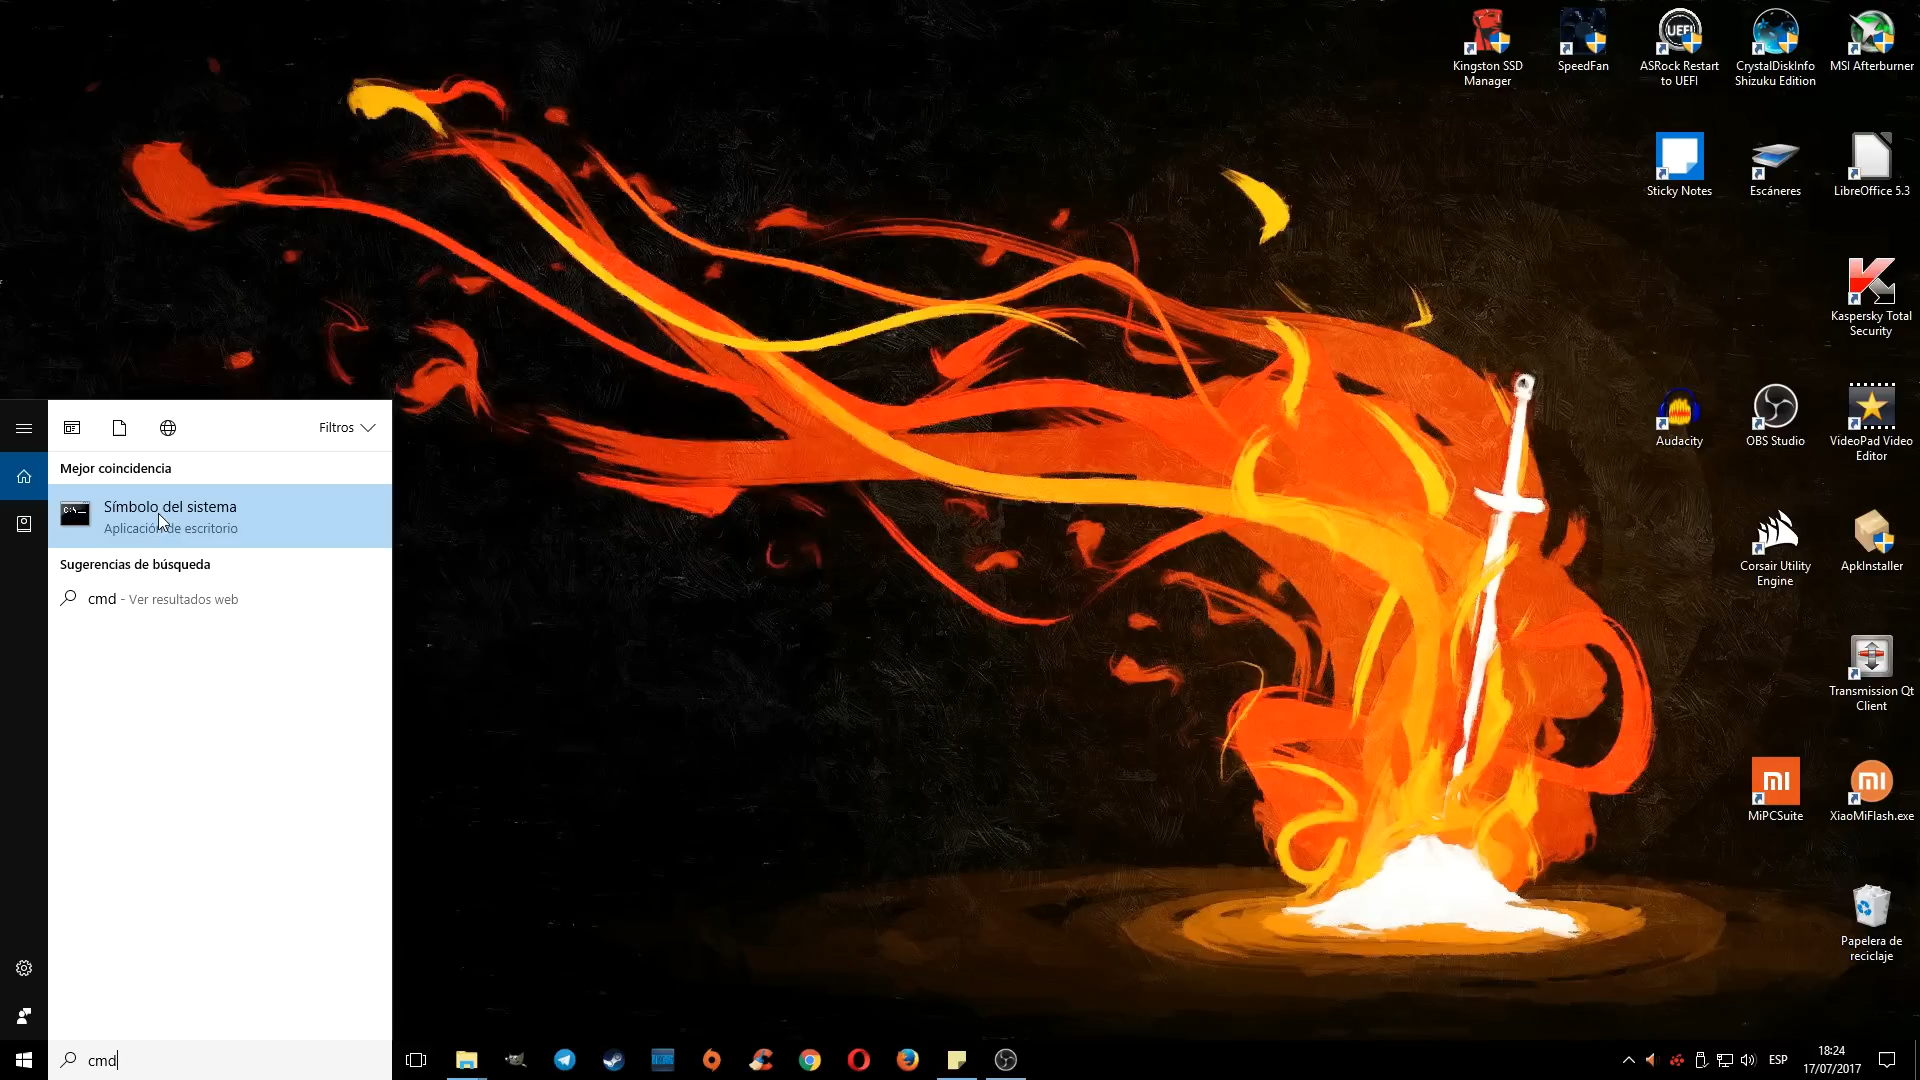 Kingston SSD
Manager
SpeedFan
UEFI
ASRock Restart
to UEFI
CrystalDiskInfo
Shizuku Edition
MSI Afterburner
Sticky Notes
Escáneres
LibreOffice 5.3
Kaspersky Total
Security
Audacity
OBS Studio
VideoPad Video
Editor
Corsair Utility
Engine
ApkInstaller
Transmission Qt
Client
MiPCSuite
XiaoMiFlash.exe
Papelera de
reciclaje
Filtros
Mejor coincidencia
Símbolo del sistema
Aplicación de escritorio
Sugerencias de búsqueda
cmd - Ver resultados web
cmd
ESP
18:24
17/07/2017